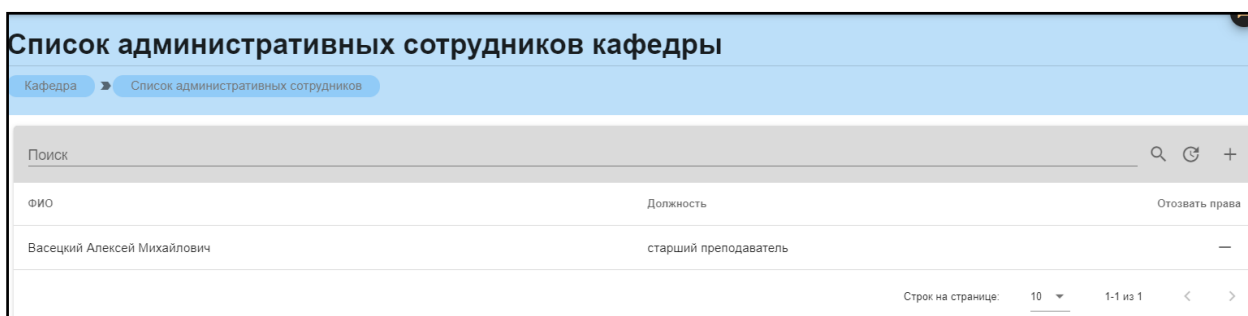 Список административных сотрудников кафедры
Кафедра Список административных сотрудников
Поиск
ФИО Должность Отозвать права
Васецкий Алексей Михайлович старший преподаватель
Строк на странице: 10 1-1 из 1